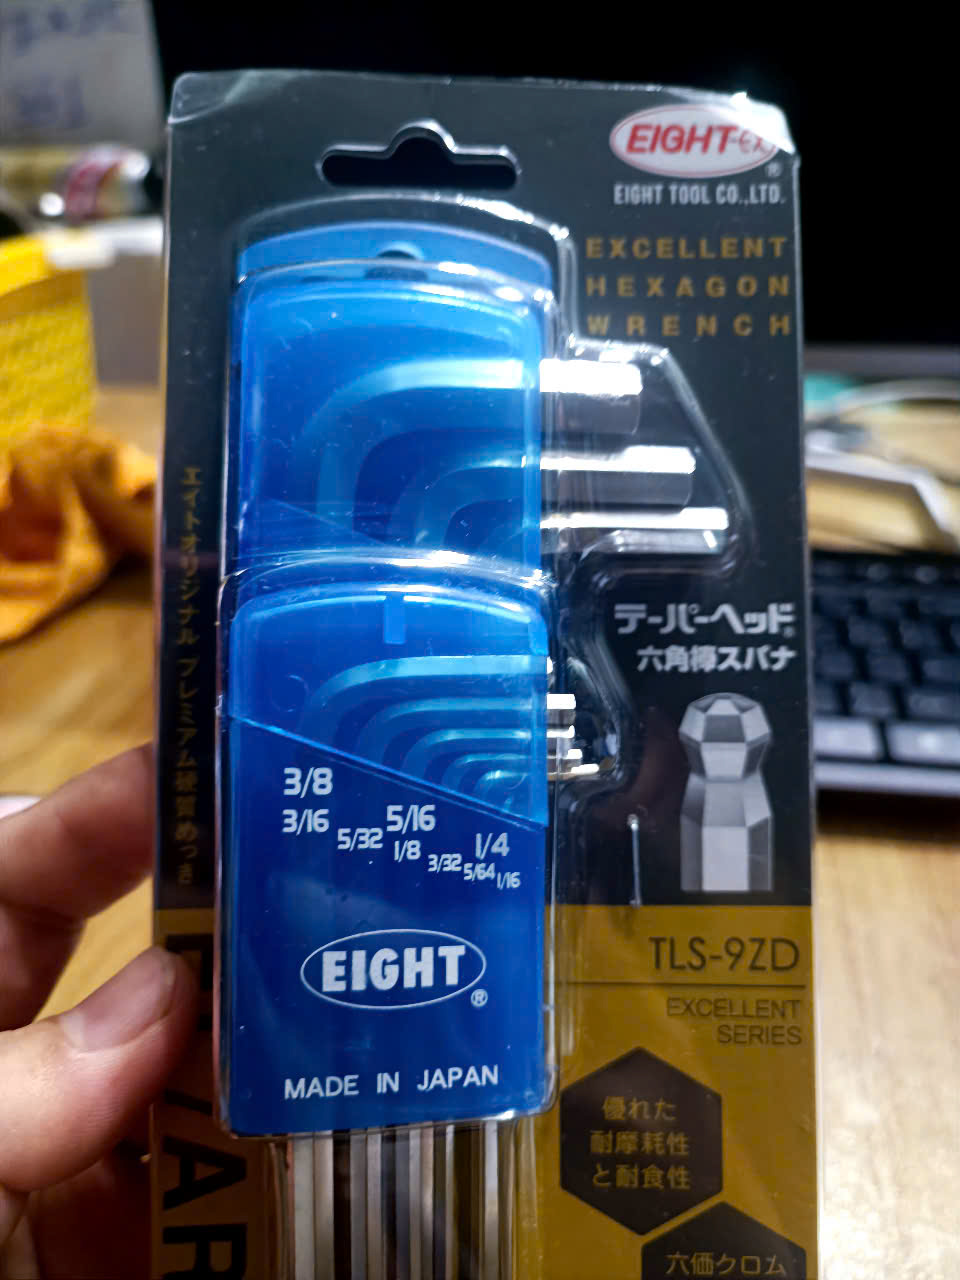 EIGHT-EX
®
EIGHT TOOL CO.,LTD.
EXCELLENT
HEXAGON
WRENCH
エイトオリジナル プレミアム硬質めっき
テーパーヘッド®
六角棒スパナ
3/8
3/16
5/32
5/16
1/8
1/4
3/32
5/64
1/16
EIGHT
®
MADE IN JAPAN
TLS-9ZD
EXCELLENT
SERIES
優れた
耐摩耗性
と耐食性
六価クロム